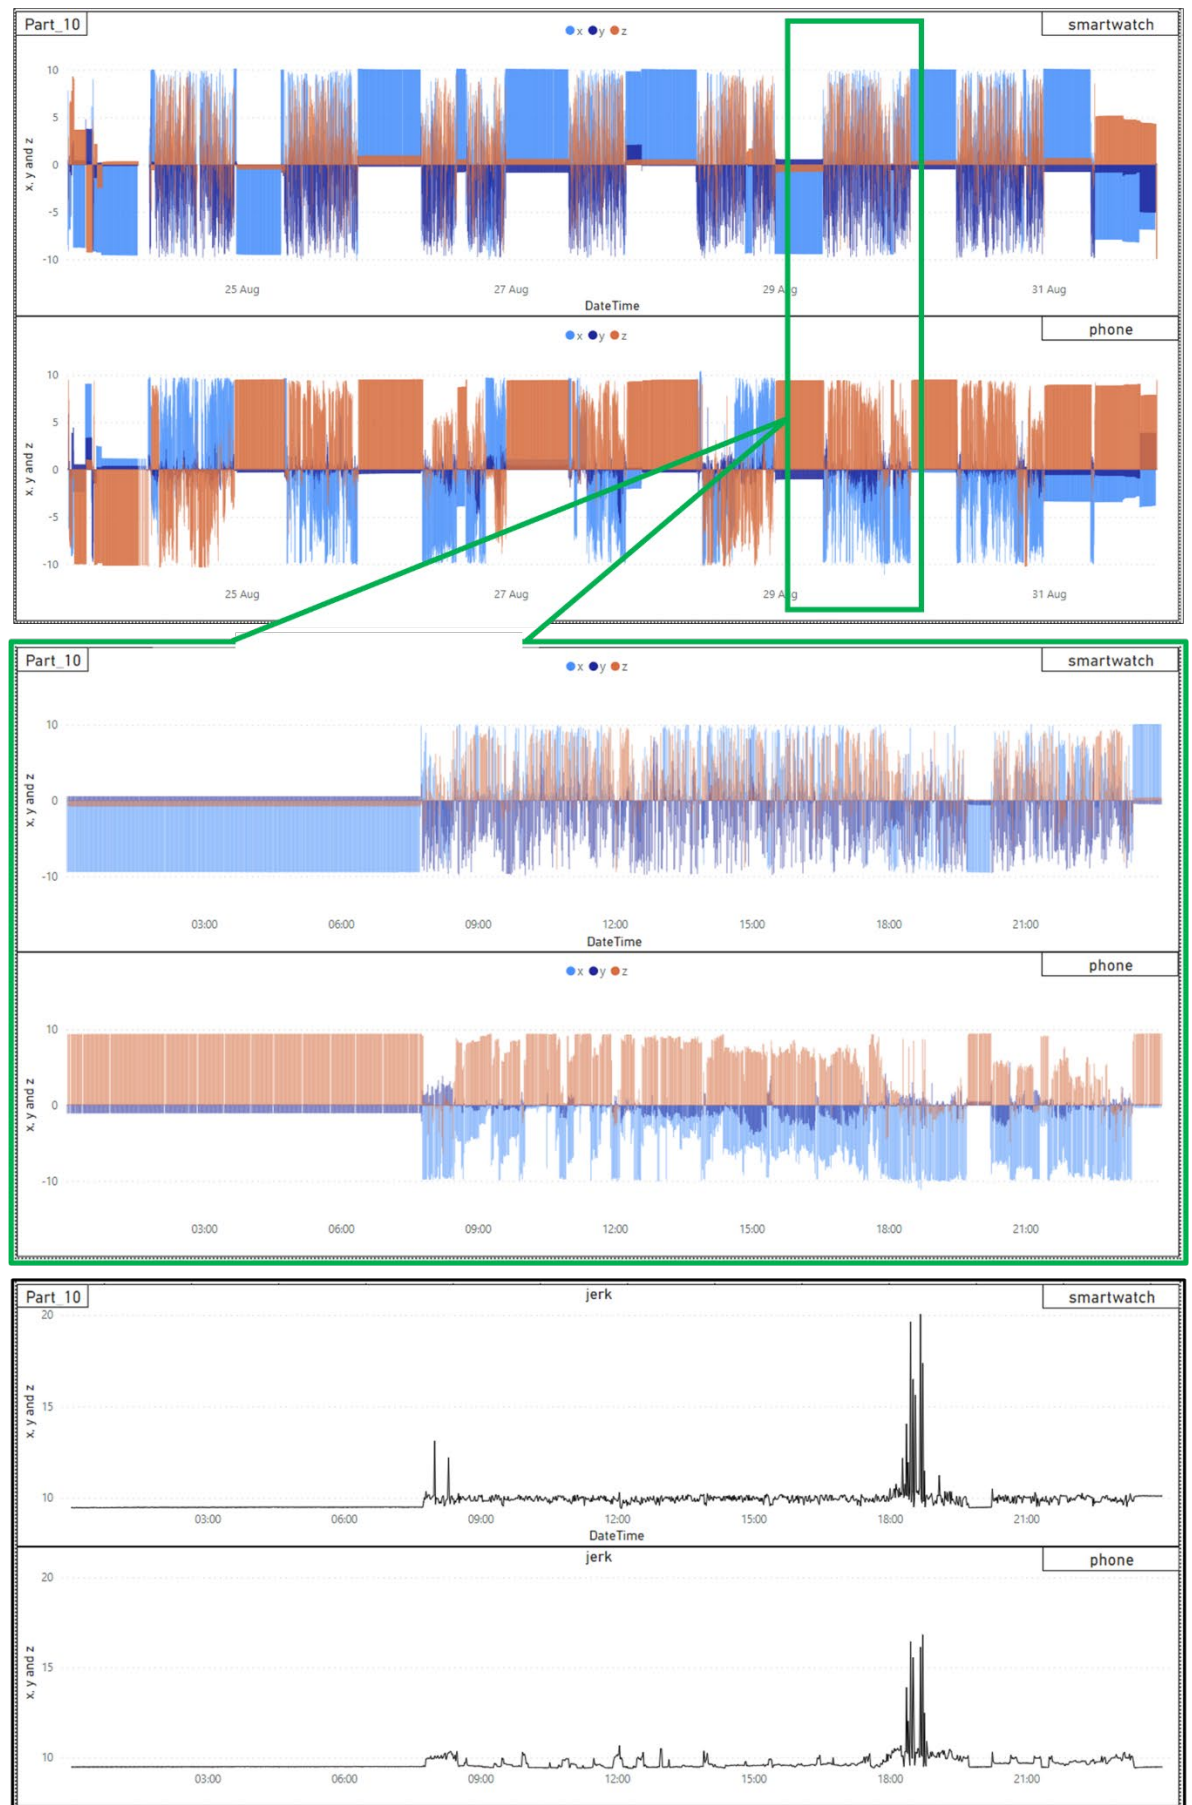 Part_10
smartwatch
x y z
10
5
0
-5
-10
x, y and z
25 Aug 27 Aug 29 Aug 31 Aug
DateTime
phone
x y z
10
5
0
-5
-10
x, y and z
25 Aug 27 Aug 29 Aug 31 Aug
Part_10
smartwatch
x y z
10
0
-10
x, y and z
03:00 06:00 09:00 12:00 15:00 18:00 21:00
DateTime
phone
x y z
10
0
-10
x, y and z
03:00 06:00 09:00 12:00 15:00 18:00 21:00
Part_10
jerk
smartwatch
20
15
10
x, y and z
03:00 06:00 09:00 12:00 15:00 18:00 21:00
DateTime
jerk
phone
20
15
10
x, y and z
03:00 06:00 09:00 12:00 15:00 18:00 21:00